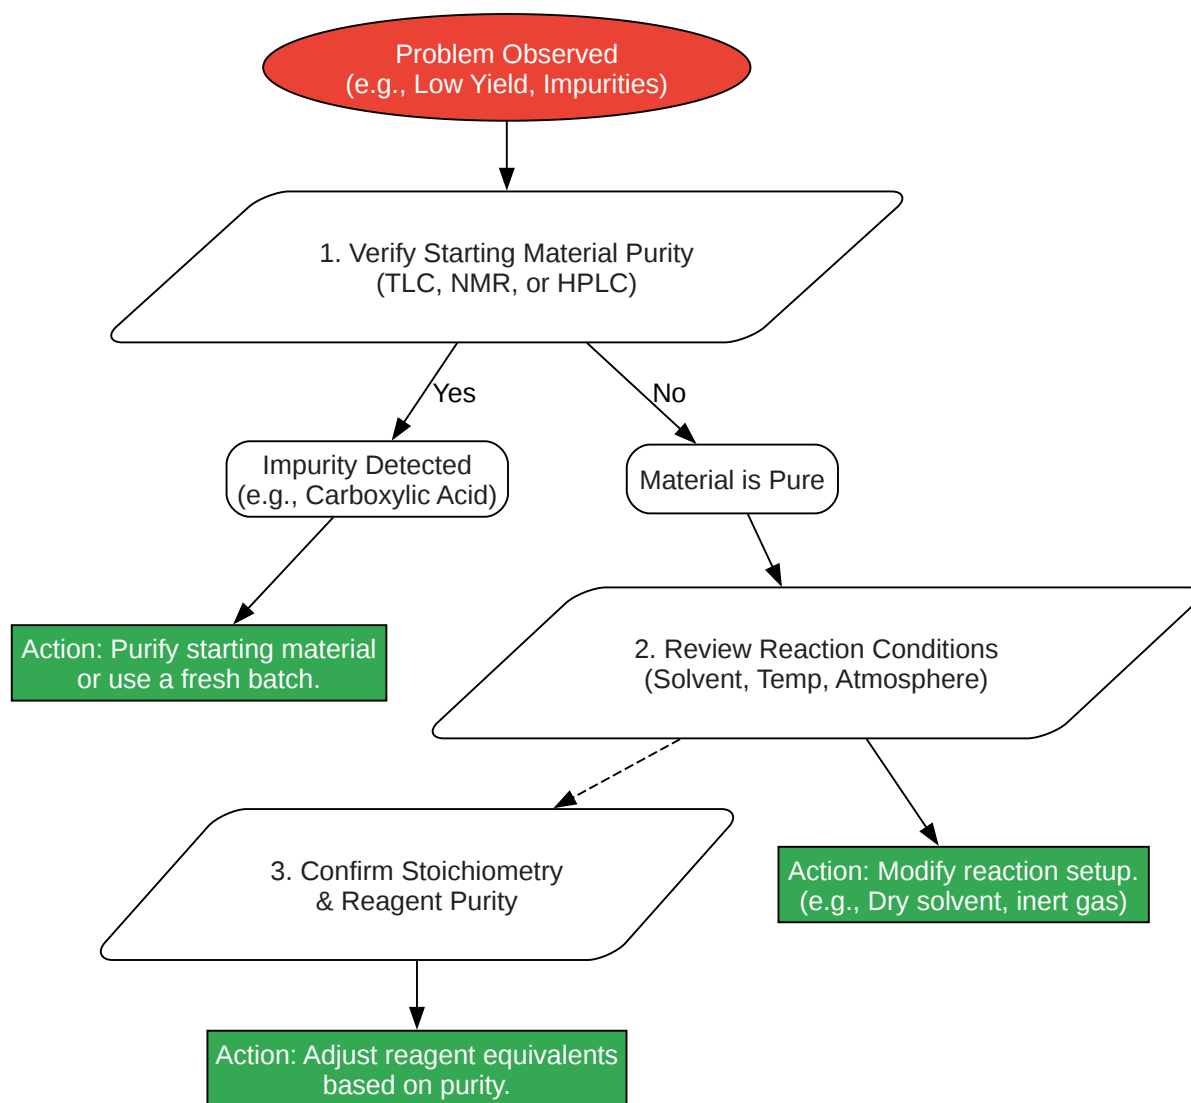 Problem Observed
(e.g., Low Yield, Impurities)
1. Verify Starting Material Purity
(TLC, NMR, or HPLC)
Yes
No
Impurity Detected
(e.g., Carboxylic Acid)
Material is Pure
Action: Purify starting material
or use a fresh batch.
2. Review Reaction Conditions
(Solvent, Temp, Atmosphere)
3. Confirm Stoichiometry
& Reagent Purity
Action: Modify reaction setup.
(e.g., Dry solvent, inert gas)
Action: Adjust reagent equivalents
based on purity.